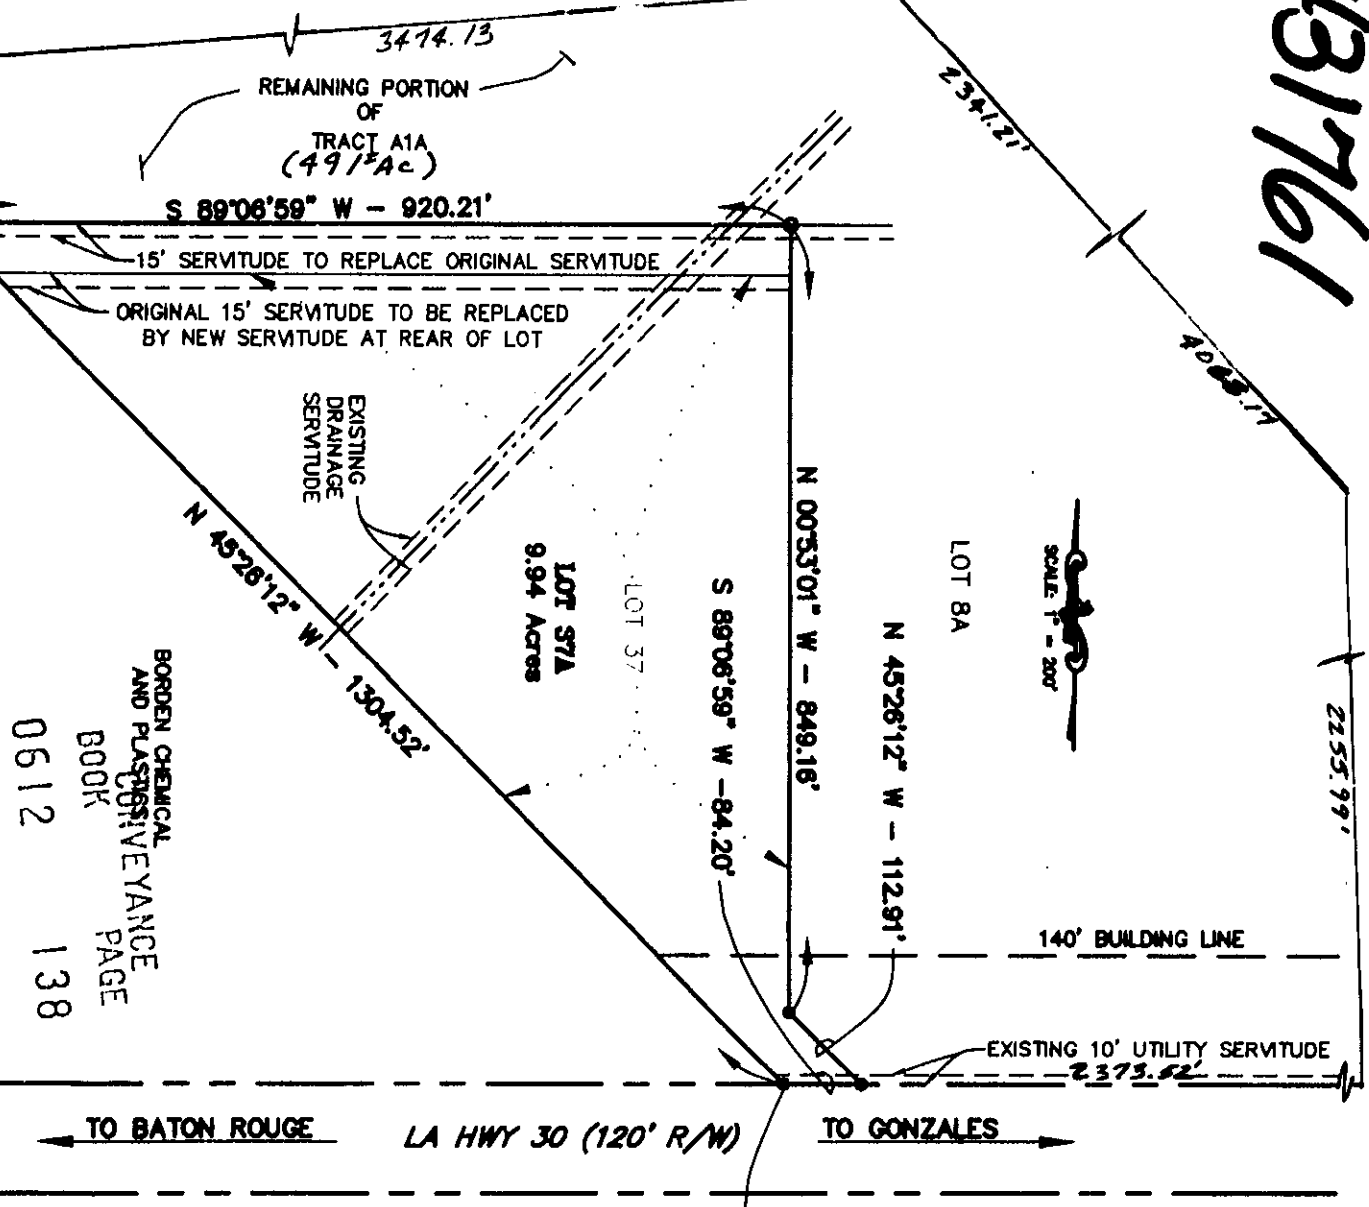 431761
3474.13
REMAINING PORTION
OF
TRACT A1A
(491±Ac)
2341.21'
S 89°06'59" W – 920.21'
15' SERVITUDE TO REPLACE ORIGINAL SERVITUDE
ORIGINAL 15' SERVITUDE TO BE REPLACED
BY NEW SERVITUDE AT REAR OF LOT
EXISTING
DRAINAGE
SERVITUDE
N 45°26'12" W – 1304.52'
LOT 37A
9.94 Acres
LOT 37
S 89°06'59" W –84.20'
N 00°53'01" W – 849.16'
N 45°26'12" W – 112.91'
LOT 8A
SCALE: 1" = 200'
2255.99'
BORDEN CHEMICAL
AND PLASTICS
CONVEYANCE
BOOK PAGE
0612 138
140' BUILDING LINE
EXISTING 10' UTILITY SERVITUDE
2373.52'
TO BATON ROUGE
LA HWY 30 (120' R/W)
TO GONZALES